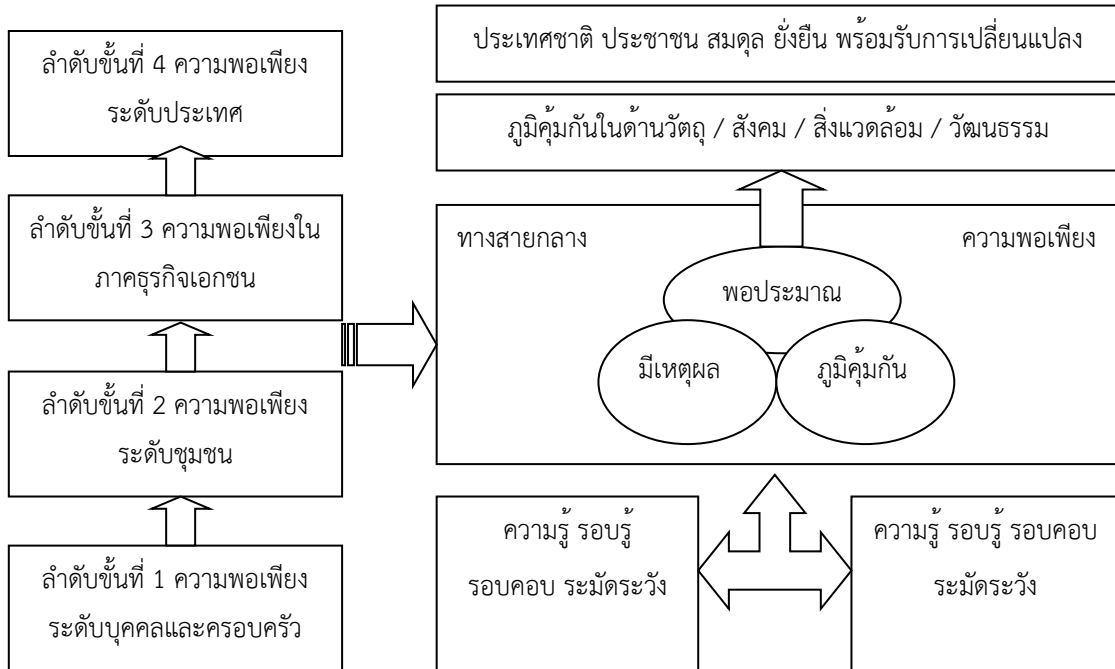 ลำดับขั้นที่ 4 ความพอเพียง
ระดับประเทศ
ลำดับขั้นที่ 3 ความพอเพียงใน
ภาคธุรกิจเอกชน
ลำดับขั้นที่ 2 ความพอเพียง
ระดับชุมชน
ลำดับขั้นที่ 1 ความพอเพียง
ระดับบุคคลและครอบครัว
ประเทศชาติ ประชาชน สมดุล ยั่งยืน พร้อมรับการเปลี่ยนแปลง
ภูมิคุ้มกันในด้านวัตถุ / สังคม / สิ่งแวดล้อม / วัฒนธรรม
ทางสายกลาง
ความพอเพียง
พอประมาณ
มีเหตุผล
ภูมิคุ้มกัน
ความรู้ รอบรู้
รอบคอบ ระมัดระวัง
ความรู้ รอบรู้ รอบคอบ
ระมัดระวัง